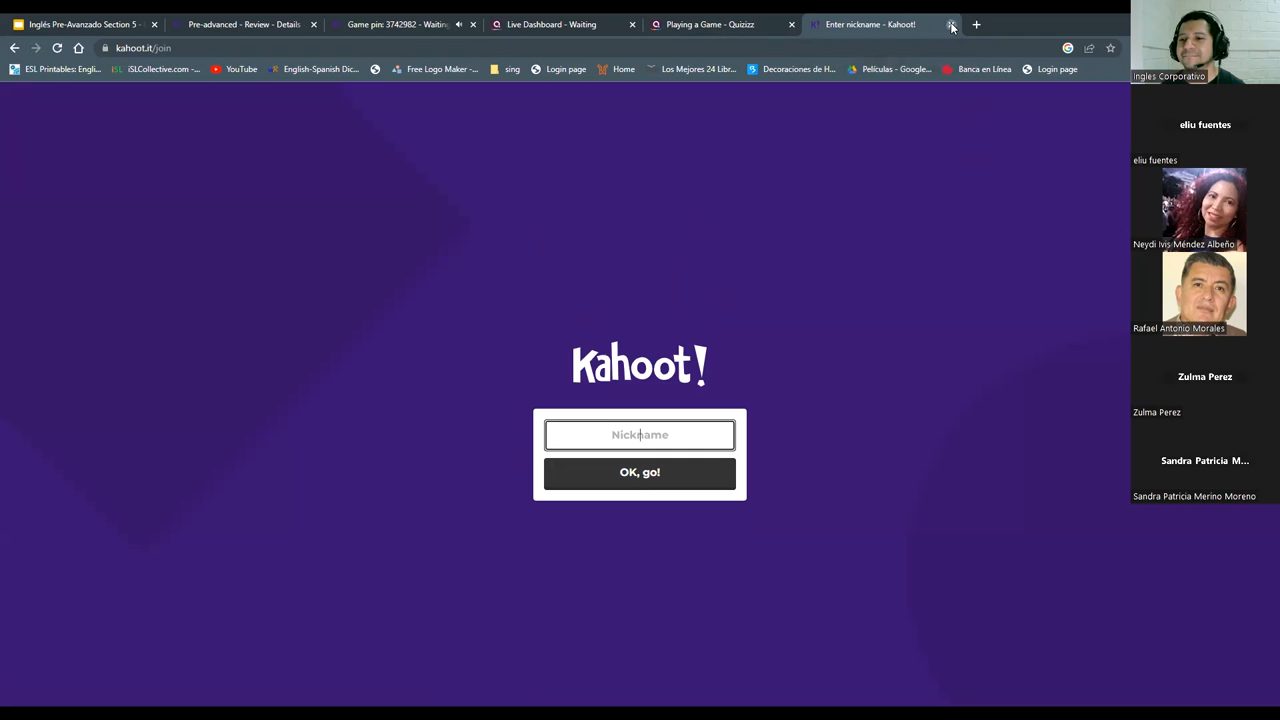 Inglés Pre-Avanzado Section 5 -
Pre-advanced - Review - Details
Game pin: 3742982 - Waiting
Live Dashboard - Waiting
Playing a Game - Quizizz
Enter nickname - Kahoot!
kahoot.it/join
ESL Printables: Engli...
iSLCollective.com -...
YouTube
English-Spanish Dic...
Free Logo Maker -...
sing
Login page
Home
Los Mejores 24 Libr...
Decoraciones de H...
Películas - Google...
Banca en Línea
Login page
Kahoot!
Nickname
OK, go!
Ingles Corporativo
eliu fuentes
eliu fuentes
Neydi Ivis Méndez Albeño
Rafael Antonio Morales
Zulma Perez
Zulma Perez
Sandra Patricia M...
Sandra Patricia Merino Moreno